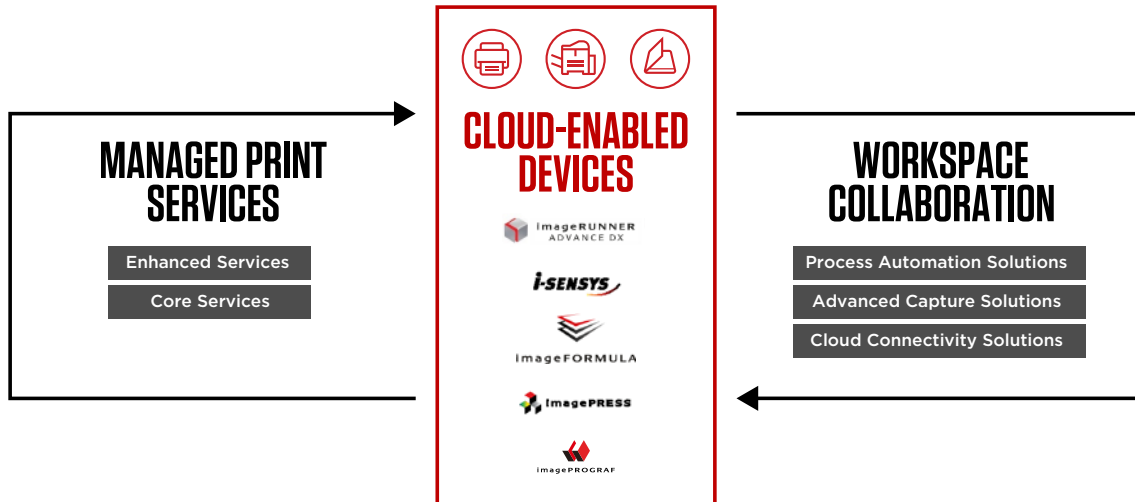 MANAGED PRINT
SERVICES
Enhanced Services
Core Services
CLOUD-ENABLED
DEVICES
imageRUNNER
ADVANCE DX
i-SENSYS
imageFORMULA
imagePRESS
imagePROGRAF
WORKSPACE
COLLABORATION
Process Automation Solutions
Advanced Capture Solutions
Cloud Connectivity Solutions